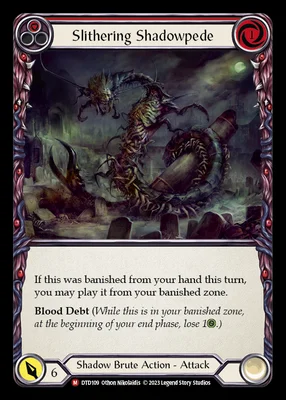 Slithering Shadowpede
If this was banished from your hand this turn,
you may play it from your banished zone.
Blood Debt (While this is in your banished zone,
at the beginning of your end phase, lose 1.)
6
Shadow Brute Action - Attack
M DTD109 Othon Nikolaidis © 2023 Legend Story Studios